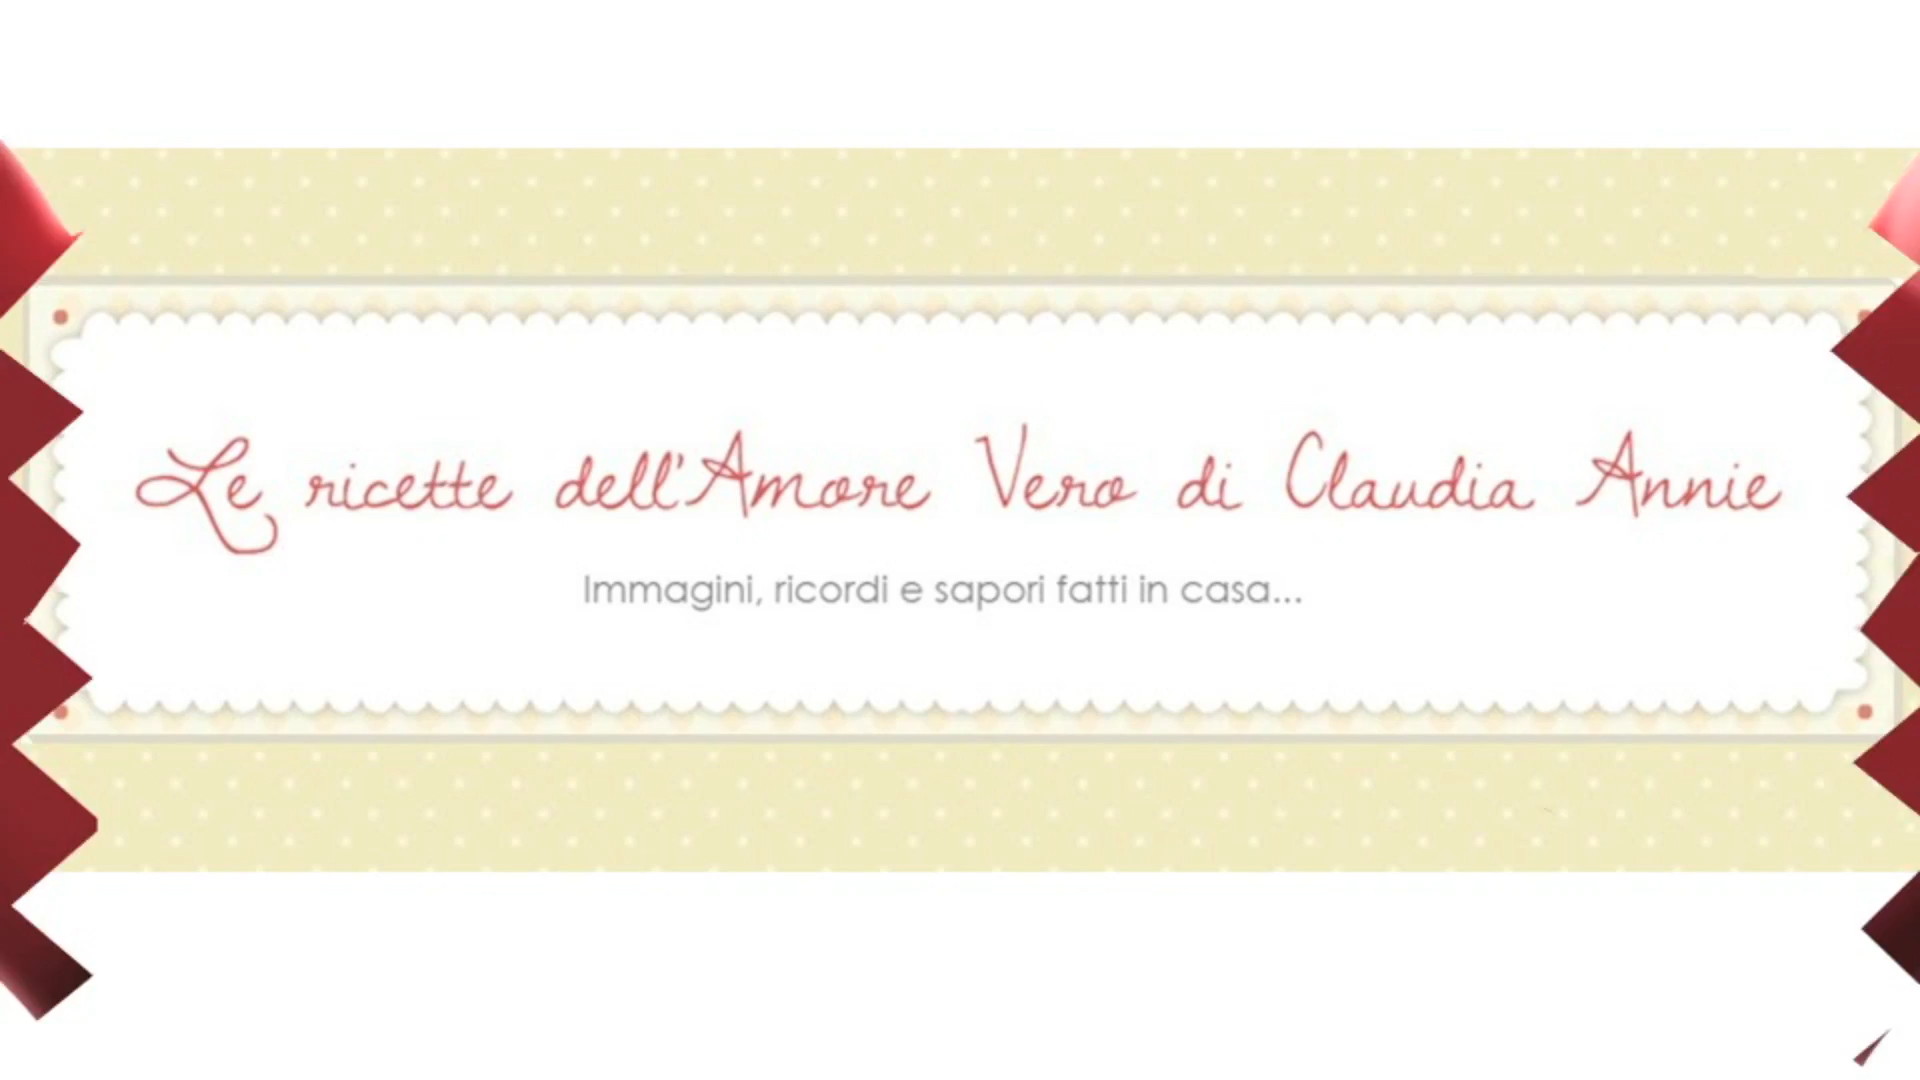 Le ricette dell'Amore Vero di Claudia Annie
Immagini, ricordi e sapori fatti in casa...